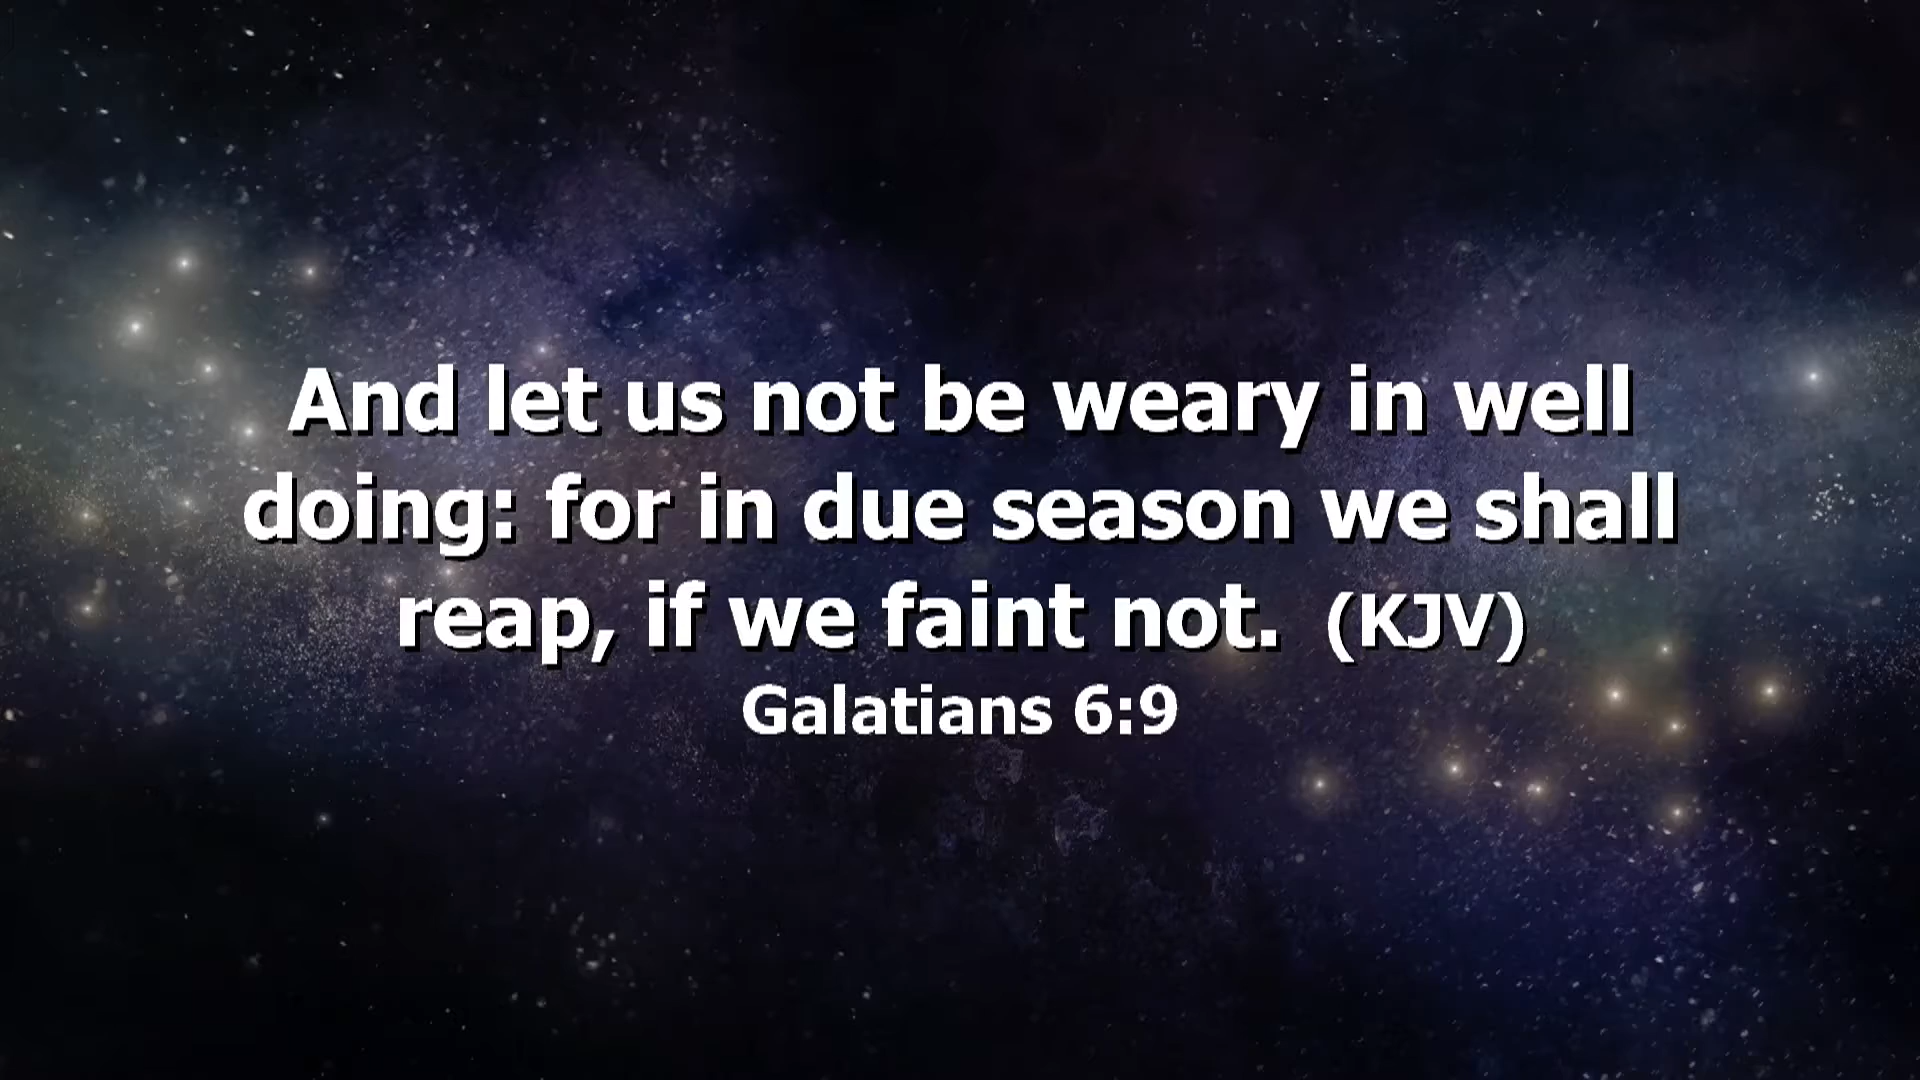 And let us not be weary in well
doing: for in due season we shall
reap, if we faint not. (KJV)
Galatians 6:9